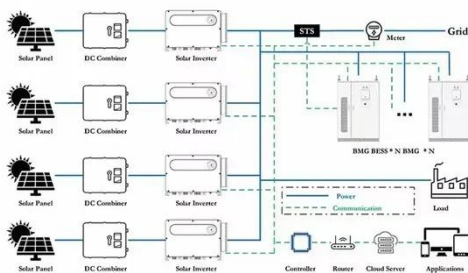 STS
Meter
Grid
Solar Panel
DC Combiner
Solar Inverter
Solar Panel
DC Combiner
Solar Inverter
BMG BESS * N BMG * N
Solar Panel
DC Combiner
Solar Inverter
Power
Communication
Load
Solar Panel
DC Combiner
Solar Inverter
Controller
Router
Cloud Server
Applications